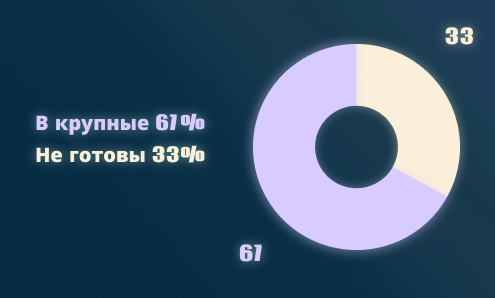 33
В крупные 67%
Не готовы 33%
67